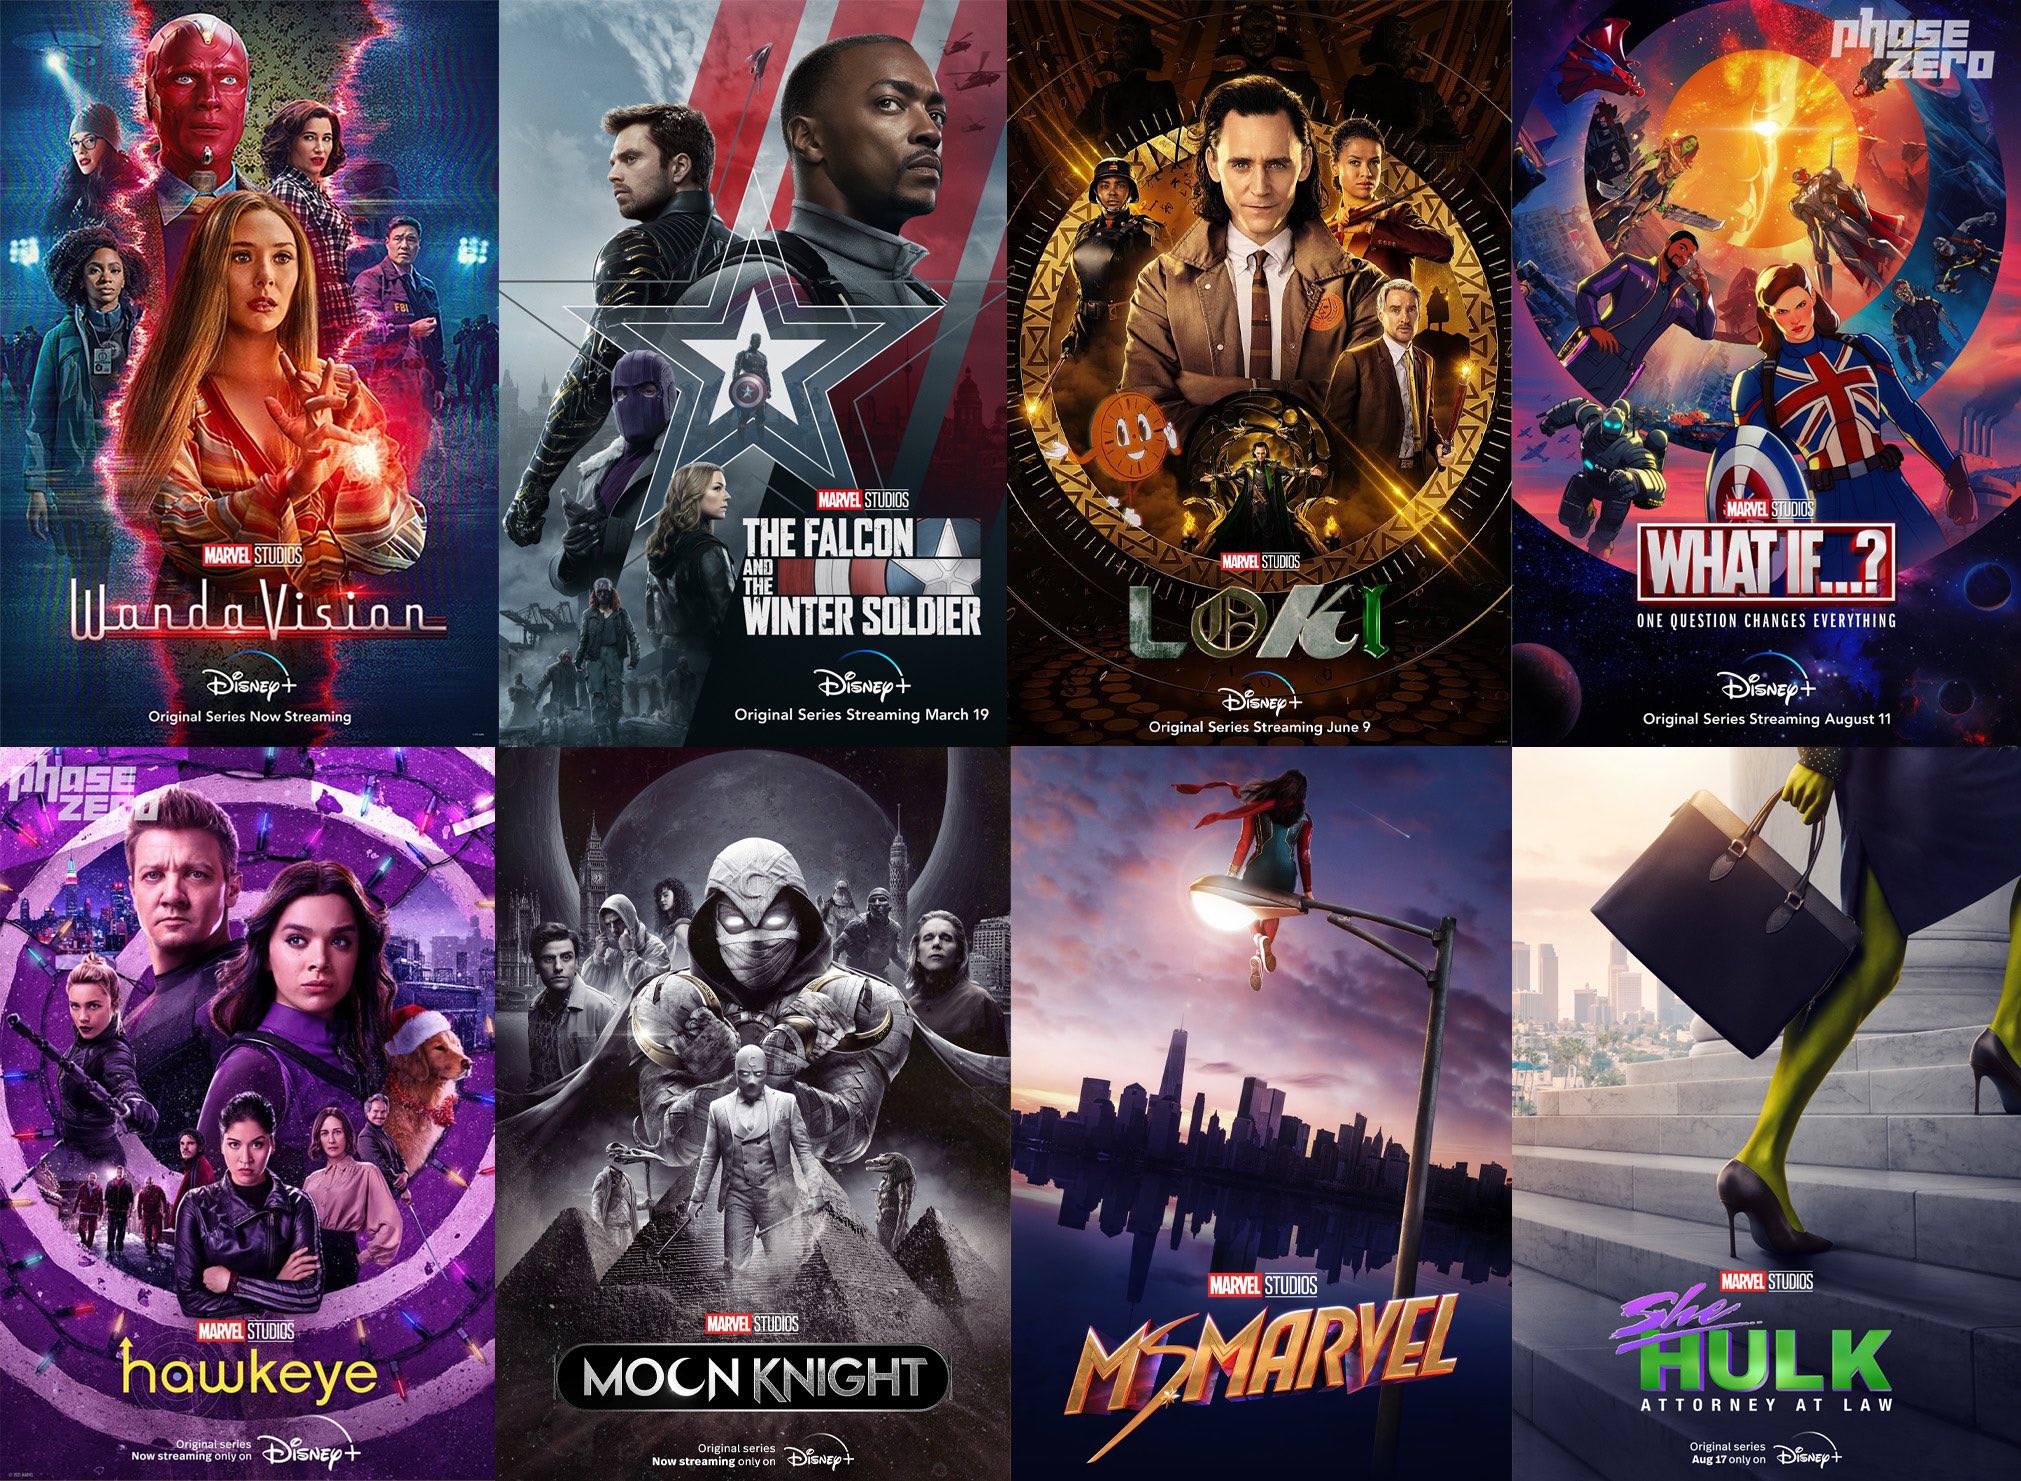 FBI
MARVEL STUDIOS
WandaVision
Disney+
Original Series Now Streaming
MARVEL STUDIOS
THE FALCON
AND
THE
WINTER SOLDIER
Disney+
Original Series Streaming March 19
MARVEL STUDIOS
LOKI
Disney+
Original Series Streaming June 9
phase
zero
MARVEL STUDIOS
WHAT IF...?
ONE QUESTION CHANGES EVERYTHING
Disney+
Original Series Streaming August 11
phase
zero
MARVEL STUDIOS
hawkeye
Original series
Now streaming only on Disney+
MARVEL STUDIOS
MOON KNIGHT
Original series
Now streaming only on Disney+
MARVEL STUDIOS
MS MARVEL
MARVEL STUDIOS
She
HULK
ATTORNEY AT LAW
Original series
Aug 17 only on Disney+